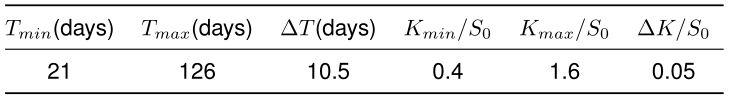 T_min(days) T_max(days) ΔT(days) K_min/S_0 K_max/S_0 ΔK/S_0
21 126 10.5 0.4 1.6 0.05